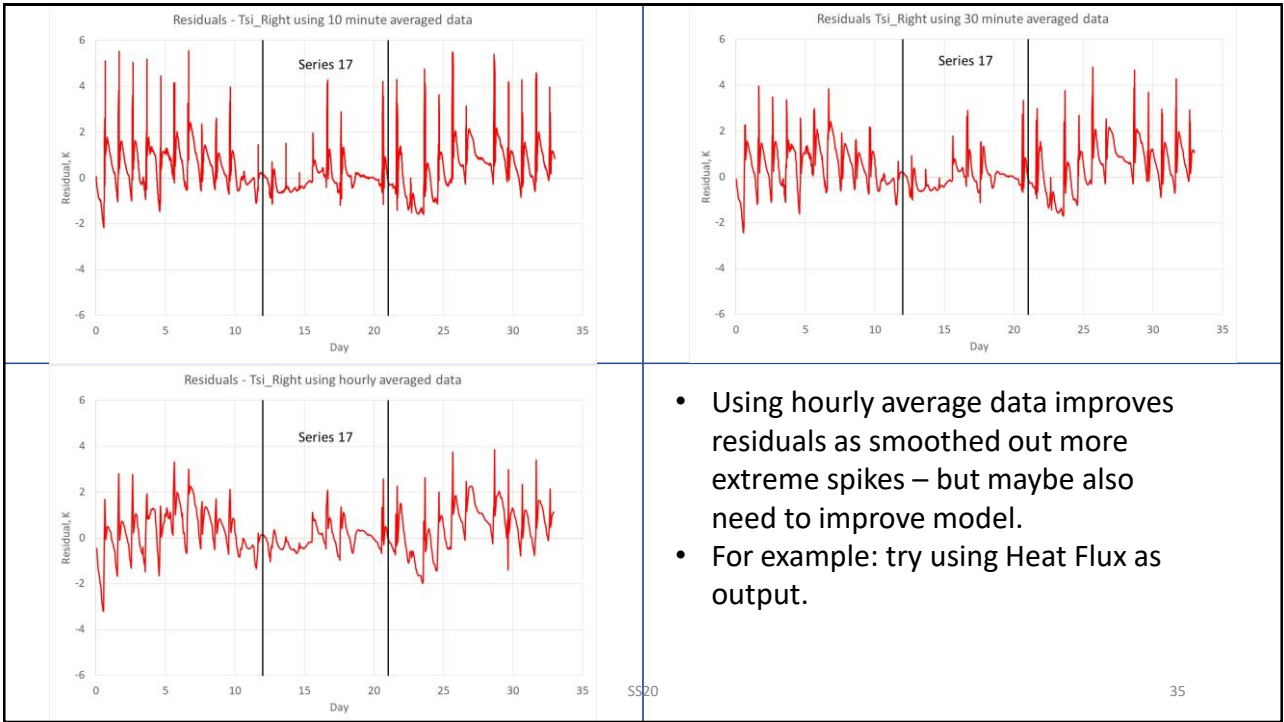 Residuals - Tsi_Right using 10 minute averaged data
6
4
2
0
-2
-4
-6
Residual, K
Series 17
0 5 10 15 20 25 30 35
Day
Residuals Tsi_Right using 30 minute averaged data
6
4
2
0
-2
-4
-6
Residual, K
Series 17
0 5 10 15 20 25 30 35
Day
Residuals - Tsi_Right using hourly averaged data
6
4
2
0
-2
-4
-6
Residual, K
Series 17
0 5 10 15 20 25 30 35
Day
• Using hourly average data improves
residuals as smoothed out more
extreme spikes – but maybe also
need to improve model.
• For example: try using Heat Flux as
output.
SS20
35